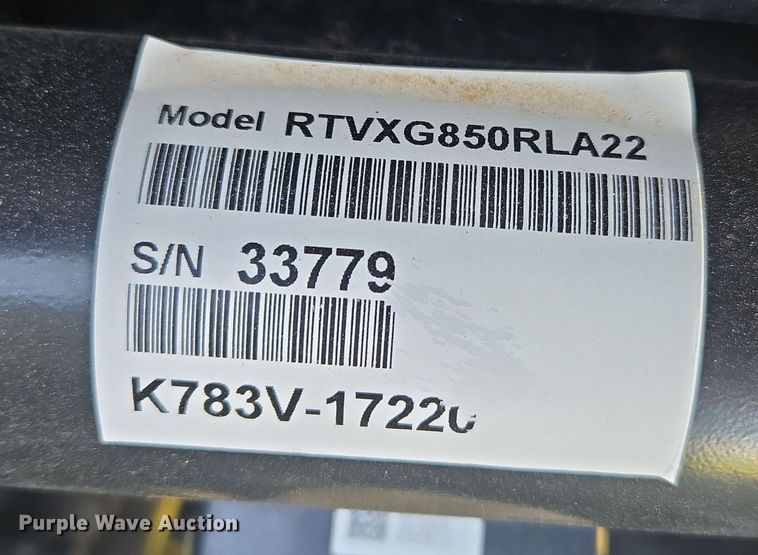 Model RTVXG850RLA22
S/N 33779
Purple Wave Auction